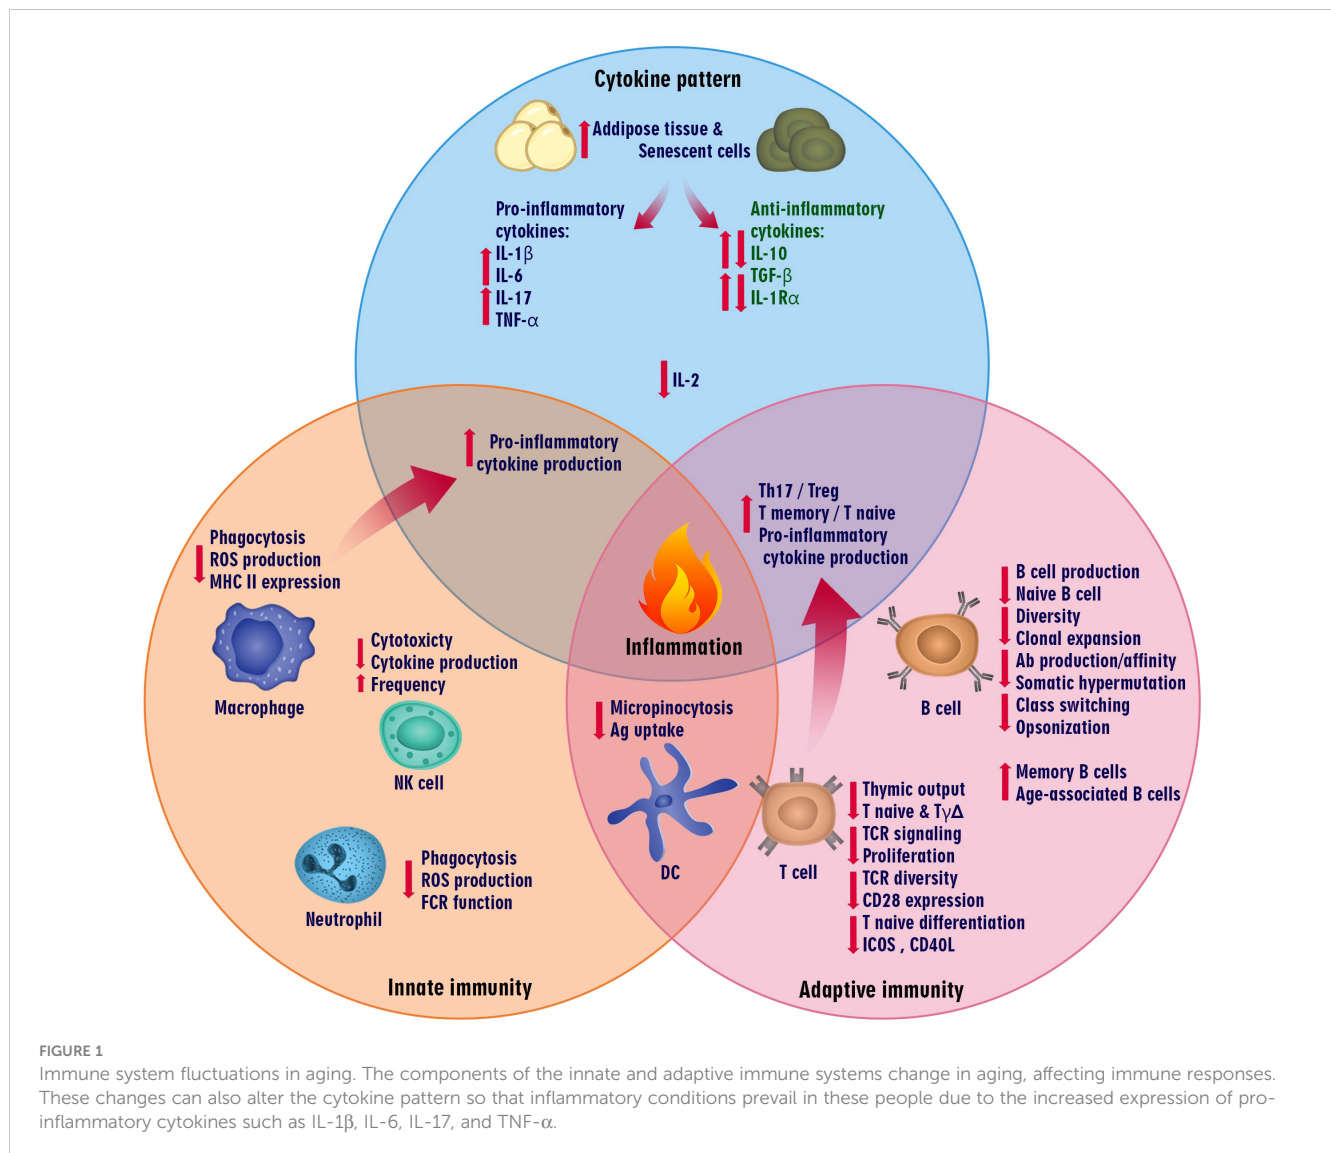 Cytokine pattern
Addipose tissue &
Senescent cells
Pro-inflammatory
cytokines:
IL-1β
IL-6
IL-17
TNF-α
Anti-inflammatory
cytokines:
IL-10
TGF-β
IL-1Rα
IL-2
Pro-inflammatory
cytokine production
Th17 / Treg
T memory / T naive
Pro-inflammatory
cytokine production
Phagocytosis
ROS production
MHC II expression
Macrophage
Cytotoxicty
Cytokine production
Frequency
NK cell
Phagocytosis
ROS production
FCR function
Neutrophil
Innate immunity
Inflammation
Micropinocytosis
Ag uptake
DC
B cell production
Naive B cell
Diversity
Clonal expansion
Ab production/affinity
Somatic hypermutation
Class switching
Opsonization
B cell
Memory B cells
Age-associated B cells
Thymic output
T naive & TγΔ
TCR signaling
Proliferation
TCR diversity
CD28 expression
T naive differentiation
ICOS , CD40L
T cell
Adaptive immunity
FIGURE 1
Immune system fluctuations in aging. The components of the innate and adaptive immune systems change in aging, affecting immune responses.
These changes can also alter the cytokine pattern so that inflammatory conditions prevail in these people due to the increased expression of pro-
inflammatory cytokines such as IL-1β, IL-6, IL-17, and TNF-α.